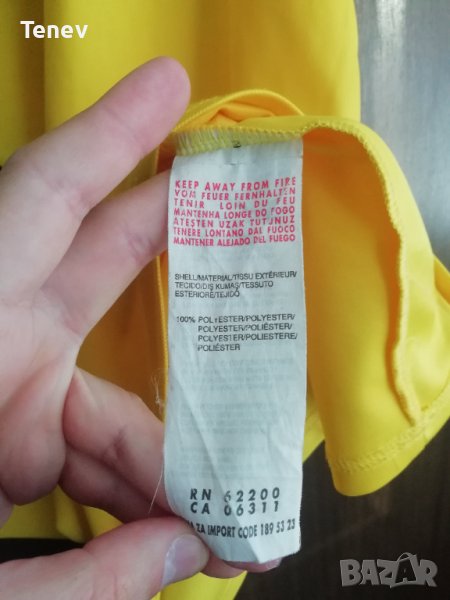 Tenev
KEEP AWAY FROM FIRE
VOM FEUER FERNHALTEN
TENIR LOIN DU FEU
MANTENHA LONGE DO FOGO
ATESTEN UZAK TUTUNUZ
TENERE LONTANO DAL FUOCO
MANTENER ALEJADO DEL FUEGO
SHELL/MATERIAL/TISSU EXTÉRIEUR/
TECIDO/DIŞ KUMAŞ/TESSUTO
ESTERIORE/TEJIDO
100% POLYESTER/POLYESTER/
POLYESTER/POLIÉSTER/
POLYESTER/POLIESTERE/
POLIÉSTER
RN 62200
CA 06311
ZA IMPORT CODE 189 53 23
BAZAR